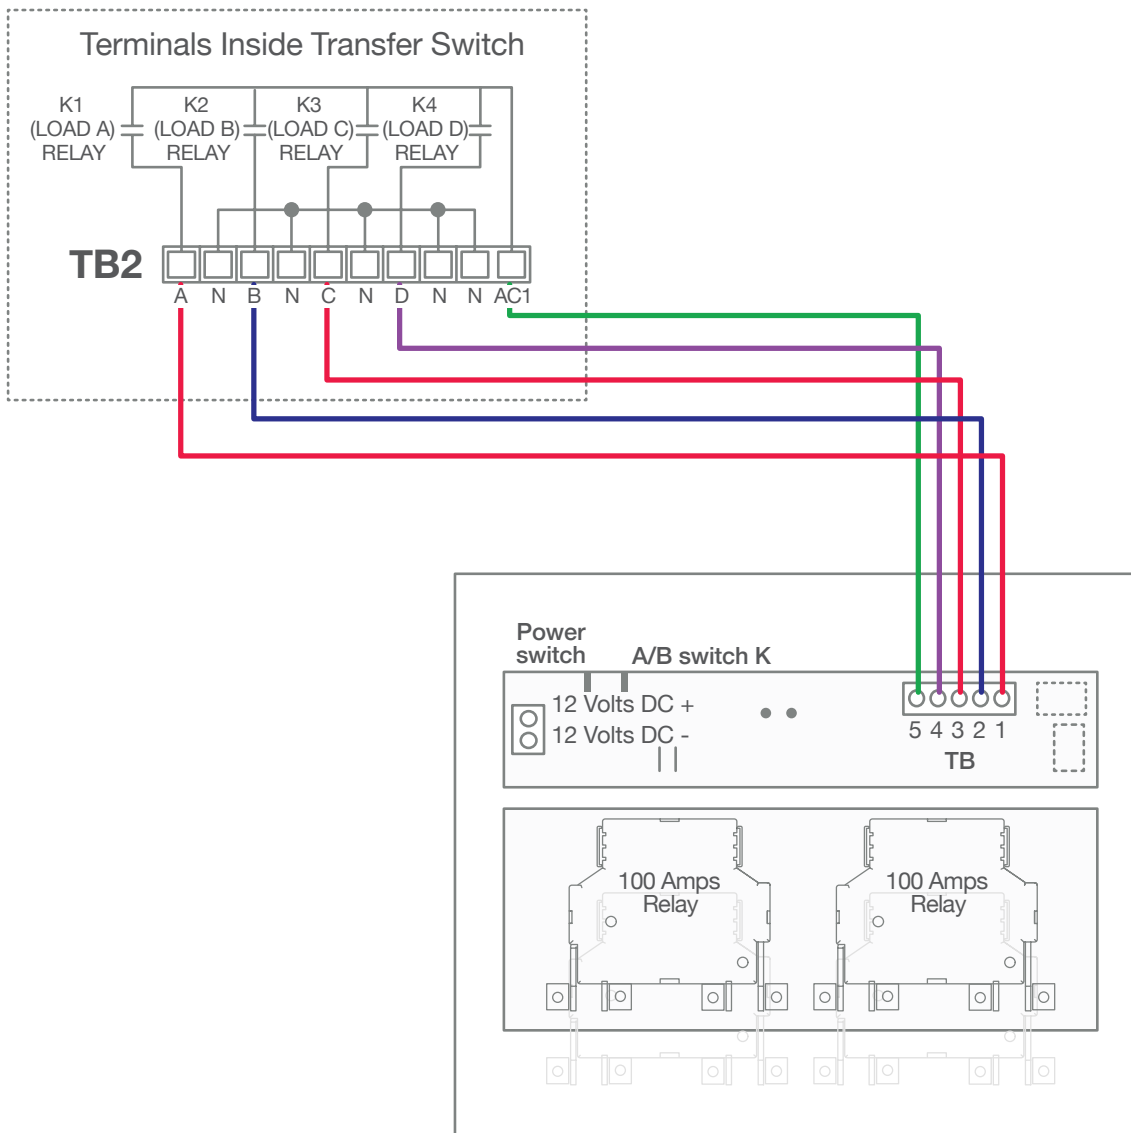 Terminals Inside Transfer Switch
K1
(LOAD A)
RELAY
K2
(LOAD B)
RELAY
K3
(LOAD C)
RELAY
K4
(LOAD D)
RELAY
TB2
A N B N C N D N N AC1
Power
switch
A/B switch K
12 Volts DC +
12 Volts DC -
5 4 3 2 1
TB
100 Amps
Relay
100 Amps
Relay